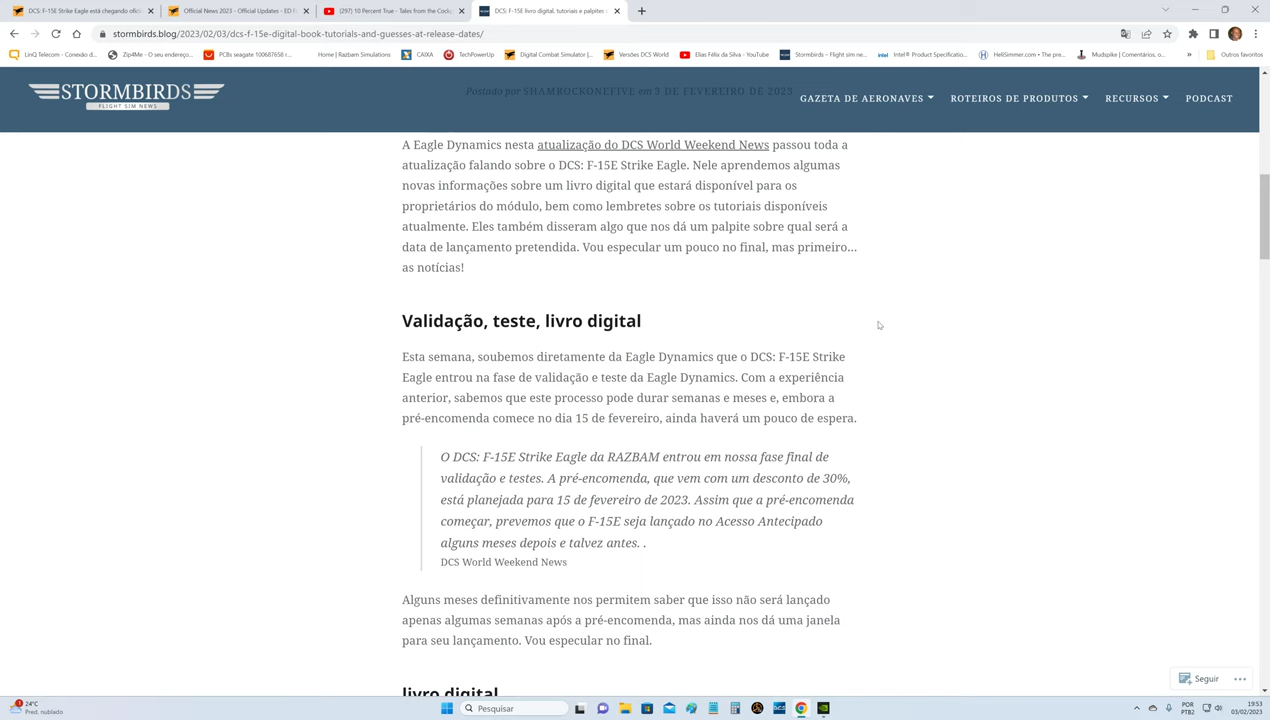 DCS: F-15E Strike Eagle está chegando ofic
Official News 2023 - Official Updates - ED F
(297) 10 Percent True - Tales from the Cock
DCS: F-15E livro digital, tutoriais e palpites
stormbirds.blog/2023/02/03/dcs-f-15e-digital-book-tutorials-and-guesses-at-release-dates/
LinQ Telecom - Conexão d...
Zip4Me - O seu endereço...
PCBs seagate 100687658 r...
Home | Razbam Simulations
CAIXA
TechPowerUp
Digital Combat Simulator |...
Versões DCS World
Elias Félix da Silva - YouTube
Stormbirds – Flight sim ne...
Intel® Product Specificatio...
HeliSimmer.com • The pre...
Mudspike | Comentários, o...
»
Outros favoritos
STORMBIRDS
FLIGHT SIM NEWS
Postado por SHAMROCKONEFIVE em 3 DE FEVEREIRO DE 2023
GAZETA DE AERONAVES
ROTEIROS DE PRODUTOS
RECURSOS
PODCAST
A Eagle Dynamics nesta atualização do DCS World Weekend News passou toda a
atualização falando sobre o DCS: F-15E Strike Eagle. Nele aprendemos algumas
novas informações sobre um livro digital que estará disponível para os
proprietários do módulo, bem como lembretes sobre os tutoriais disponíveis
atualmente. Eles também disseram algo que nos dá um palpite sobre qual será a
data de lançamento pretendida. Vou especular um pouco no final, mas primeiro…
as notícias!
Validação, teste, livro digital
Esta semana, soubemos diretamente da Eagle Dynamics que o DCS: F-15E Strike
Eagle entrou na fase de validação e teste da Eagle Dynamics. Com a experiência
anterior, sabemos que este processo pode durar semanas e meses e, embora a
pré-encomenda comece no dia 15 de fevereiro, ainda haverá um pouco de espera.
O DCS: F-15E Strike Eagle da RAZBAM entrou em nossa fase final de
validação e testes. A pré-encomenda, que vem com um desconto de 30%,
está planejada para 15 de fevereiro de 2023. Assim que a pré-encomenda
começar, prevemos que o F-15E seja lançado no Acesso Antecipado
alguns meses depois e talvez antes. .
DCS World Weekend News
Alguns meses definitivamente nos permitem saber que isso não será lançado
apenas algumas semanas após a pré-encomenda, mas ainda nos dá uma janela
para seu lançamento. Vou especular no final.
livro digital
Seguir
24°C
Pred. nublado
Pesquisar
POR
PTB2
19:53
03/02/2023